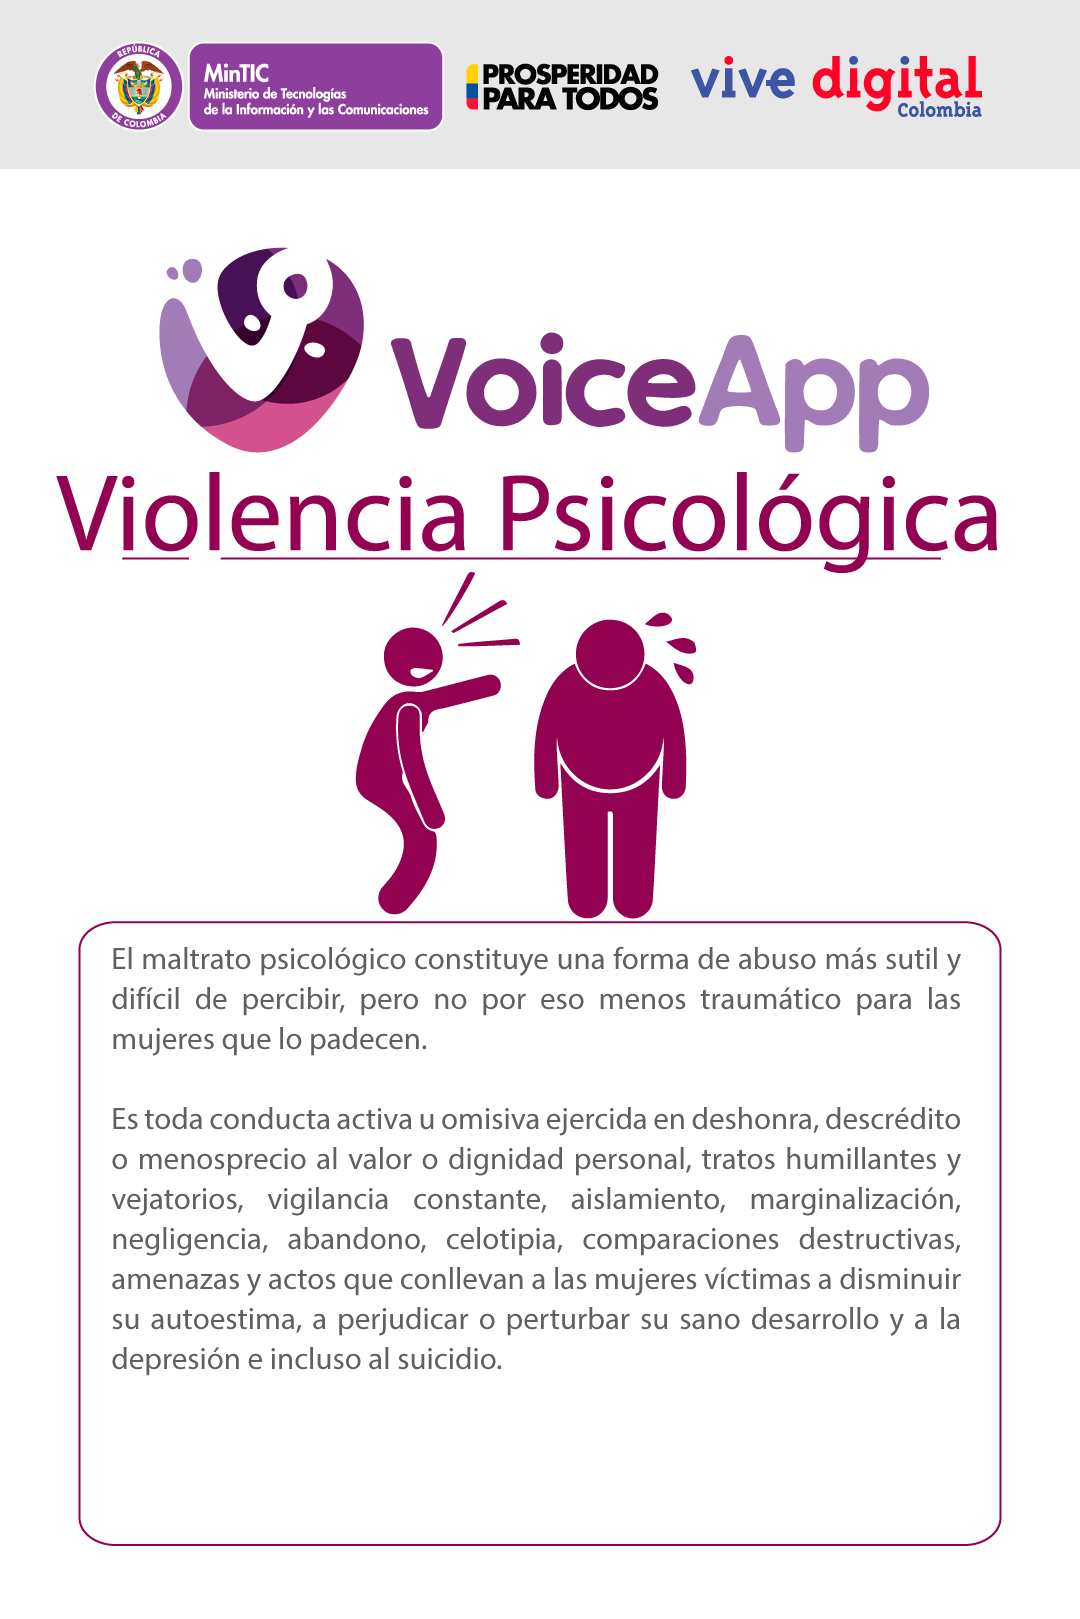 REPÚBLICA
DE COLOMBIA
MinTIC
Ministerio de Tecnologías
de la Información y las Comunicaciones
PROSPERIDAD
PARA TODOS
vive digital
Colombia
VoiceApp
Violencia Psicológica
El maltrato psicológico constituye una forma de abuso más sutil y
difícil de percibir, pero no por eso menos traumático para las
mujeres que lo padecen.
Es toda conducta activa u omisiva ejercida en deshonra, descrédito
o menosprecio al valor o dignidad personal, tratos humillantes y
vejatorios, vigilancia constante, aislamiento, marginalización,
negligencia, abandono, celotipia, comparaciones destructivas,
amenazas y actos que conllevan a las mujeres víctimas a disminuir
su autoestima, a perjudicar o perturbar su sano desarrollo y a la
depresión e incluso al suicidio.